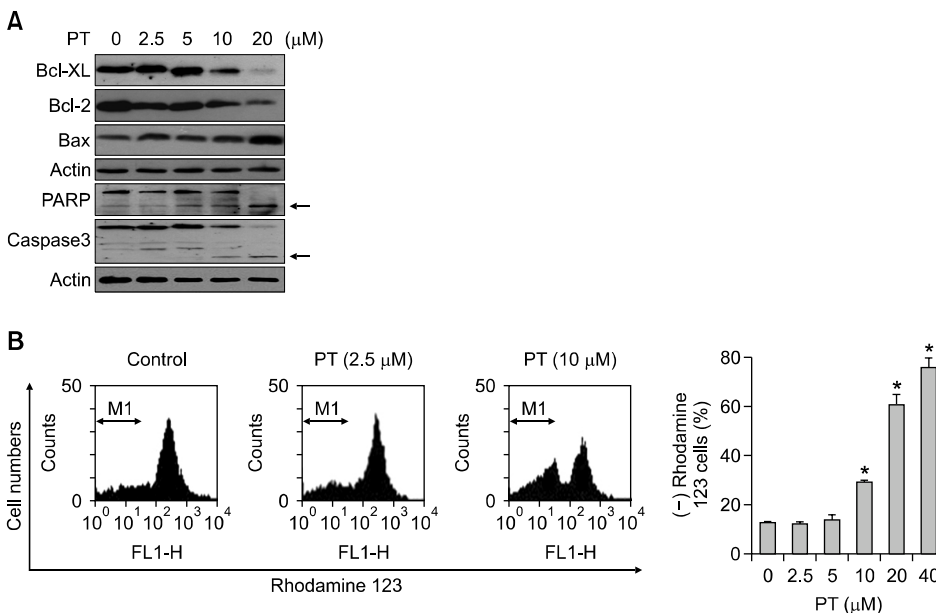 A
PT 0 2.5 5 10 20 (μM)
Bcl-XL
Bcl-2
Bax
Actin
PARP
Caspase3
Actin
B
Control PT (2.5 μM) PT (10 μM)
Cell numbers
Counts
50
0
M1
10⁰ 10¹ 10² 10³ 10⁴
FL1-H
Counts
50
0
M1
10⁰ 10¹ 10² 10³ 10⁴
FL1-H
Counts
50
0
M1
10⁰ 10¹ 10² 10³ 10⁴
FL1-H
Rhodamine 123
(−) Rhodamine
123 cells (%)
80
60
40
20
0
* * *
0 2.5 5 10 20 40
PT (μM)